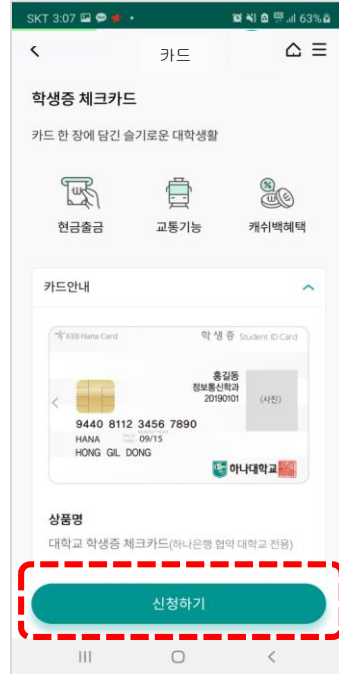 SKT 3:07
63%
카드
학생증 체크카드
카드 한 장에 담긴 슬기로운 대학생활
현금출금
교통기능
캐쉬백혜택
카드안내
KEB Hana Card
학 생 증 Student ID Card
홍길동
정보통신학과
20190101
(사진)
9440 8112 3456 7890
HANA
09/15
HONG GIL DONG
하나대학교
상품명
대학교 학생증 체크카드(하나은행 협약 대학교 전용)
신청하기